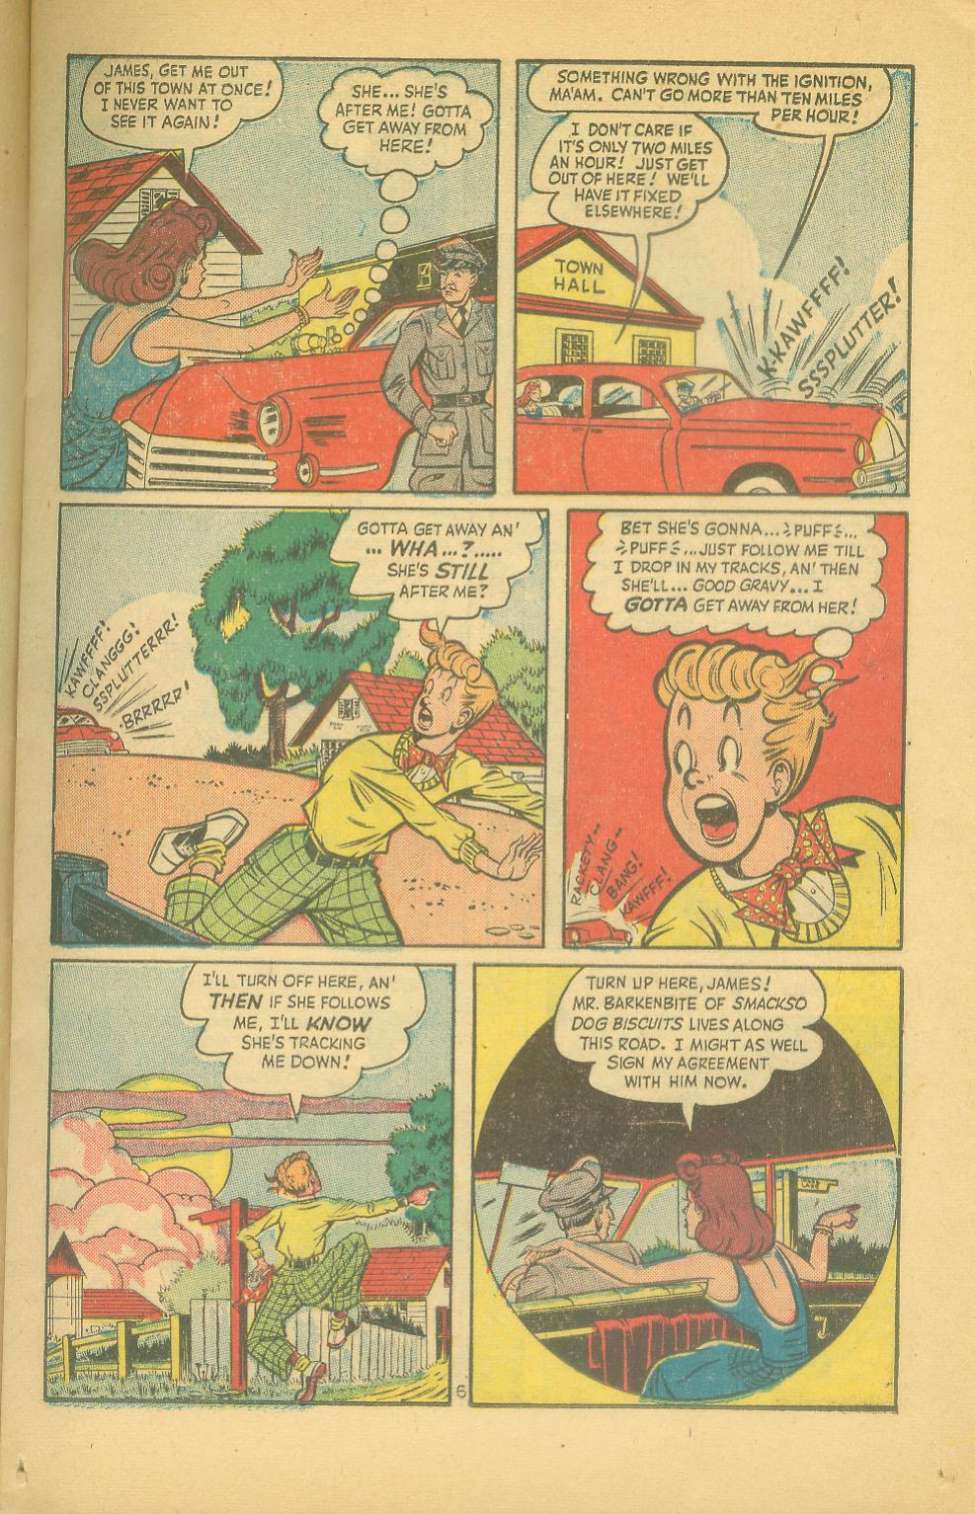 JAMES, GET ME OUT
OF THIS TOWN AT ONCE!
I NEVER WANT TO
SEE IT AGAIN!
SHE... SHE'S
AFTER ME! GOTTA
GET AWAY FROM
HERE!
SOMETHING WRONG WITH THE IGNITION,
MA'AM. CAN'T GO MORE THAN TEN MILES
PER HOUR!
I DON'T CARE IF
IT'S ONLY TWO MILES
AN HOUR! JUST GET
OUT OF HERE! WE'LL
HAVE IT FIXED
ELSEWHERE!
TOWN
HALL
K-KAWFFFF!
SSSPLUTTER!
GOTTA GET AWAY AN'
... WHA...?.....
SHE'S STILL
AFTER ME?
KAWFFFF!
CLANGGG!
SSPLUTTERRR!
-BRRRRP!
BET SHE'S GONNA... PUFF...
PUFF ...JUST FOLLOW ME TILL
I DROP IN MY TRACKS, AN' THEN
SHE'LL... GOOD GRAVY... I
GOTTA GET AWAY FROM HER!
RACKETY--
CLANG--
BANG!
KAWFFF!
I'LL TURN OFF HERE, AN'
THEN IF SHE FOLLOWS
ME, I'LL KNOW
SHE'S TRACKING
ME DOWN!
TURN UP HERE, JAMES!
MR. BARKENBITE OF SMACKSO
DOG BISCUITS LIVES ALONG
THIS ROAD. I MIGHT AS WELL
SIGN MY AGREEMENT
WITH HIM NOW.
6